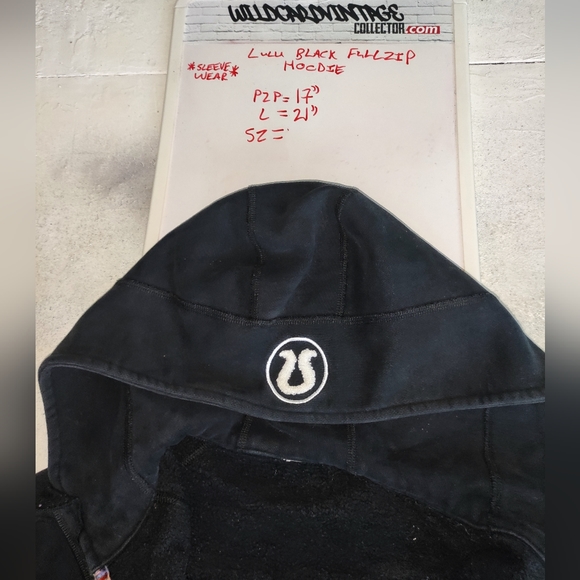 WILDCARDVINTAGE
COLLECTOR.com
LULU BLACK FULLZIP
HOODIE
*SLEEVE WEAR*
P2P = 17"
L = 21"
SZ =